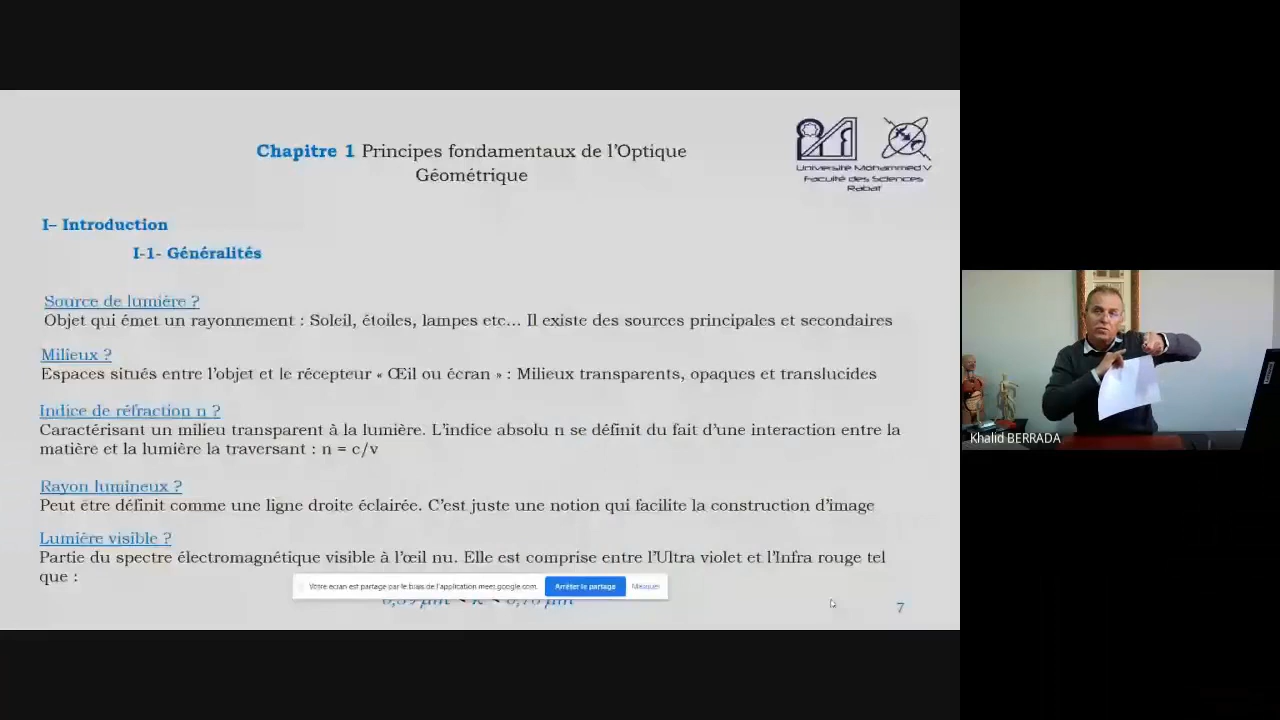 Chapitre 1 Principes fondamentaux de l'Optique
Géométrique
Université Mohammed V
Faculté des Sciences
Rabat
I– Introduction
I-1- Généralités
Source de lumière ?
Objet qui émet un rayonnement : Soleil, étoiles, lampes etc... Il existe des sources principales et secondaires
Milieux ?
Espaces situés entre l'objet et le récepteur « Œil ou écran » : Milieux transparents, opaques et translucides
Indice de réfraction n ?
Caractérisant un milieu transparent à la lumière. L'indice absolu n se définit du fait d'une interaction entre la
matière et la lumière la traversant : n = c/v
Rayon lumineux ?
Peut être définit comme une ligne droite éclairée. C'est juste une notion qui facilite la construction d'image
Lumière visible ?
Partie du spectre électromagnétique visible à l'œil nu. Elle est comprise entre l'Ultra violet et l'Infra rouge tel
que :
Votre écran est partagé par le biais de l'application meet.google.com. Arrêter le partage Masquer
7
Khalid BERRADA